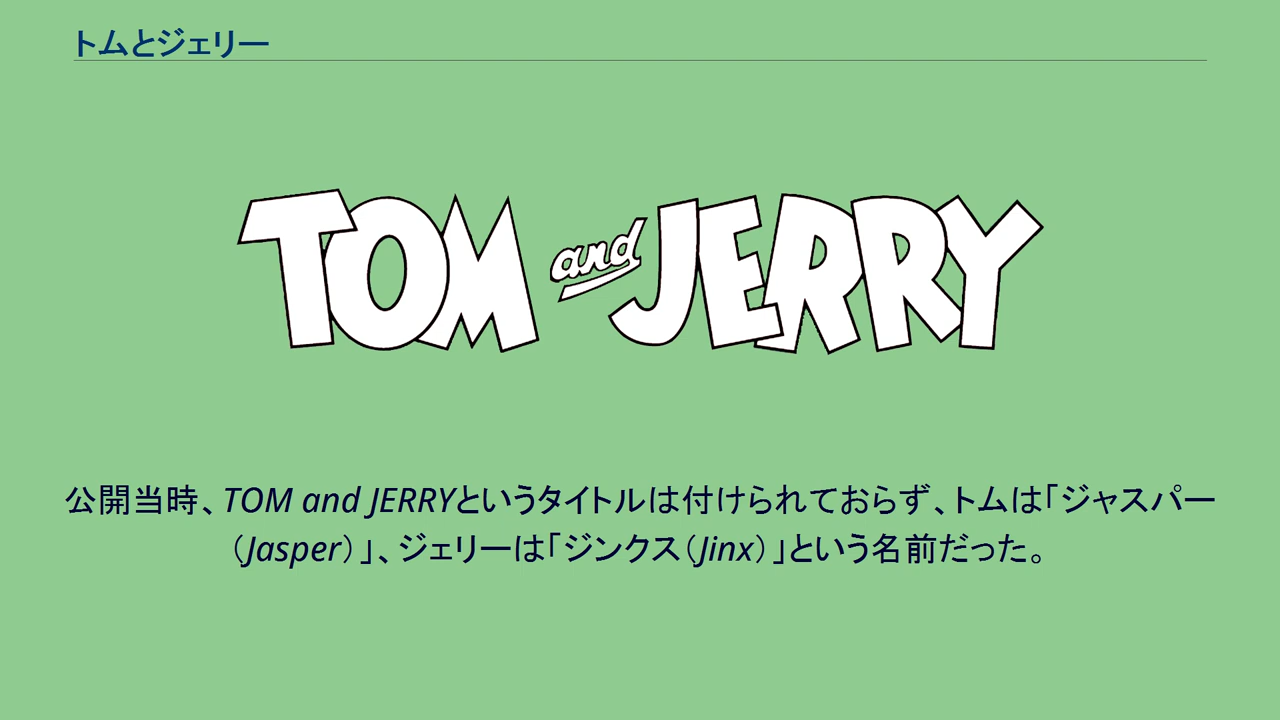 トムとジェリー
TOM and JERRY
公開当時、TOM and JERRYというタイトルは付けられておらず、トムは「ジャスパー
（Jasper）」、ジェリーは「ジンクス（Jinx）」という名前だった。